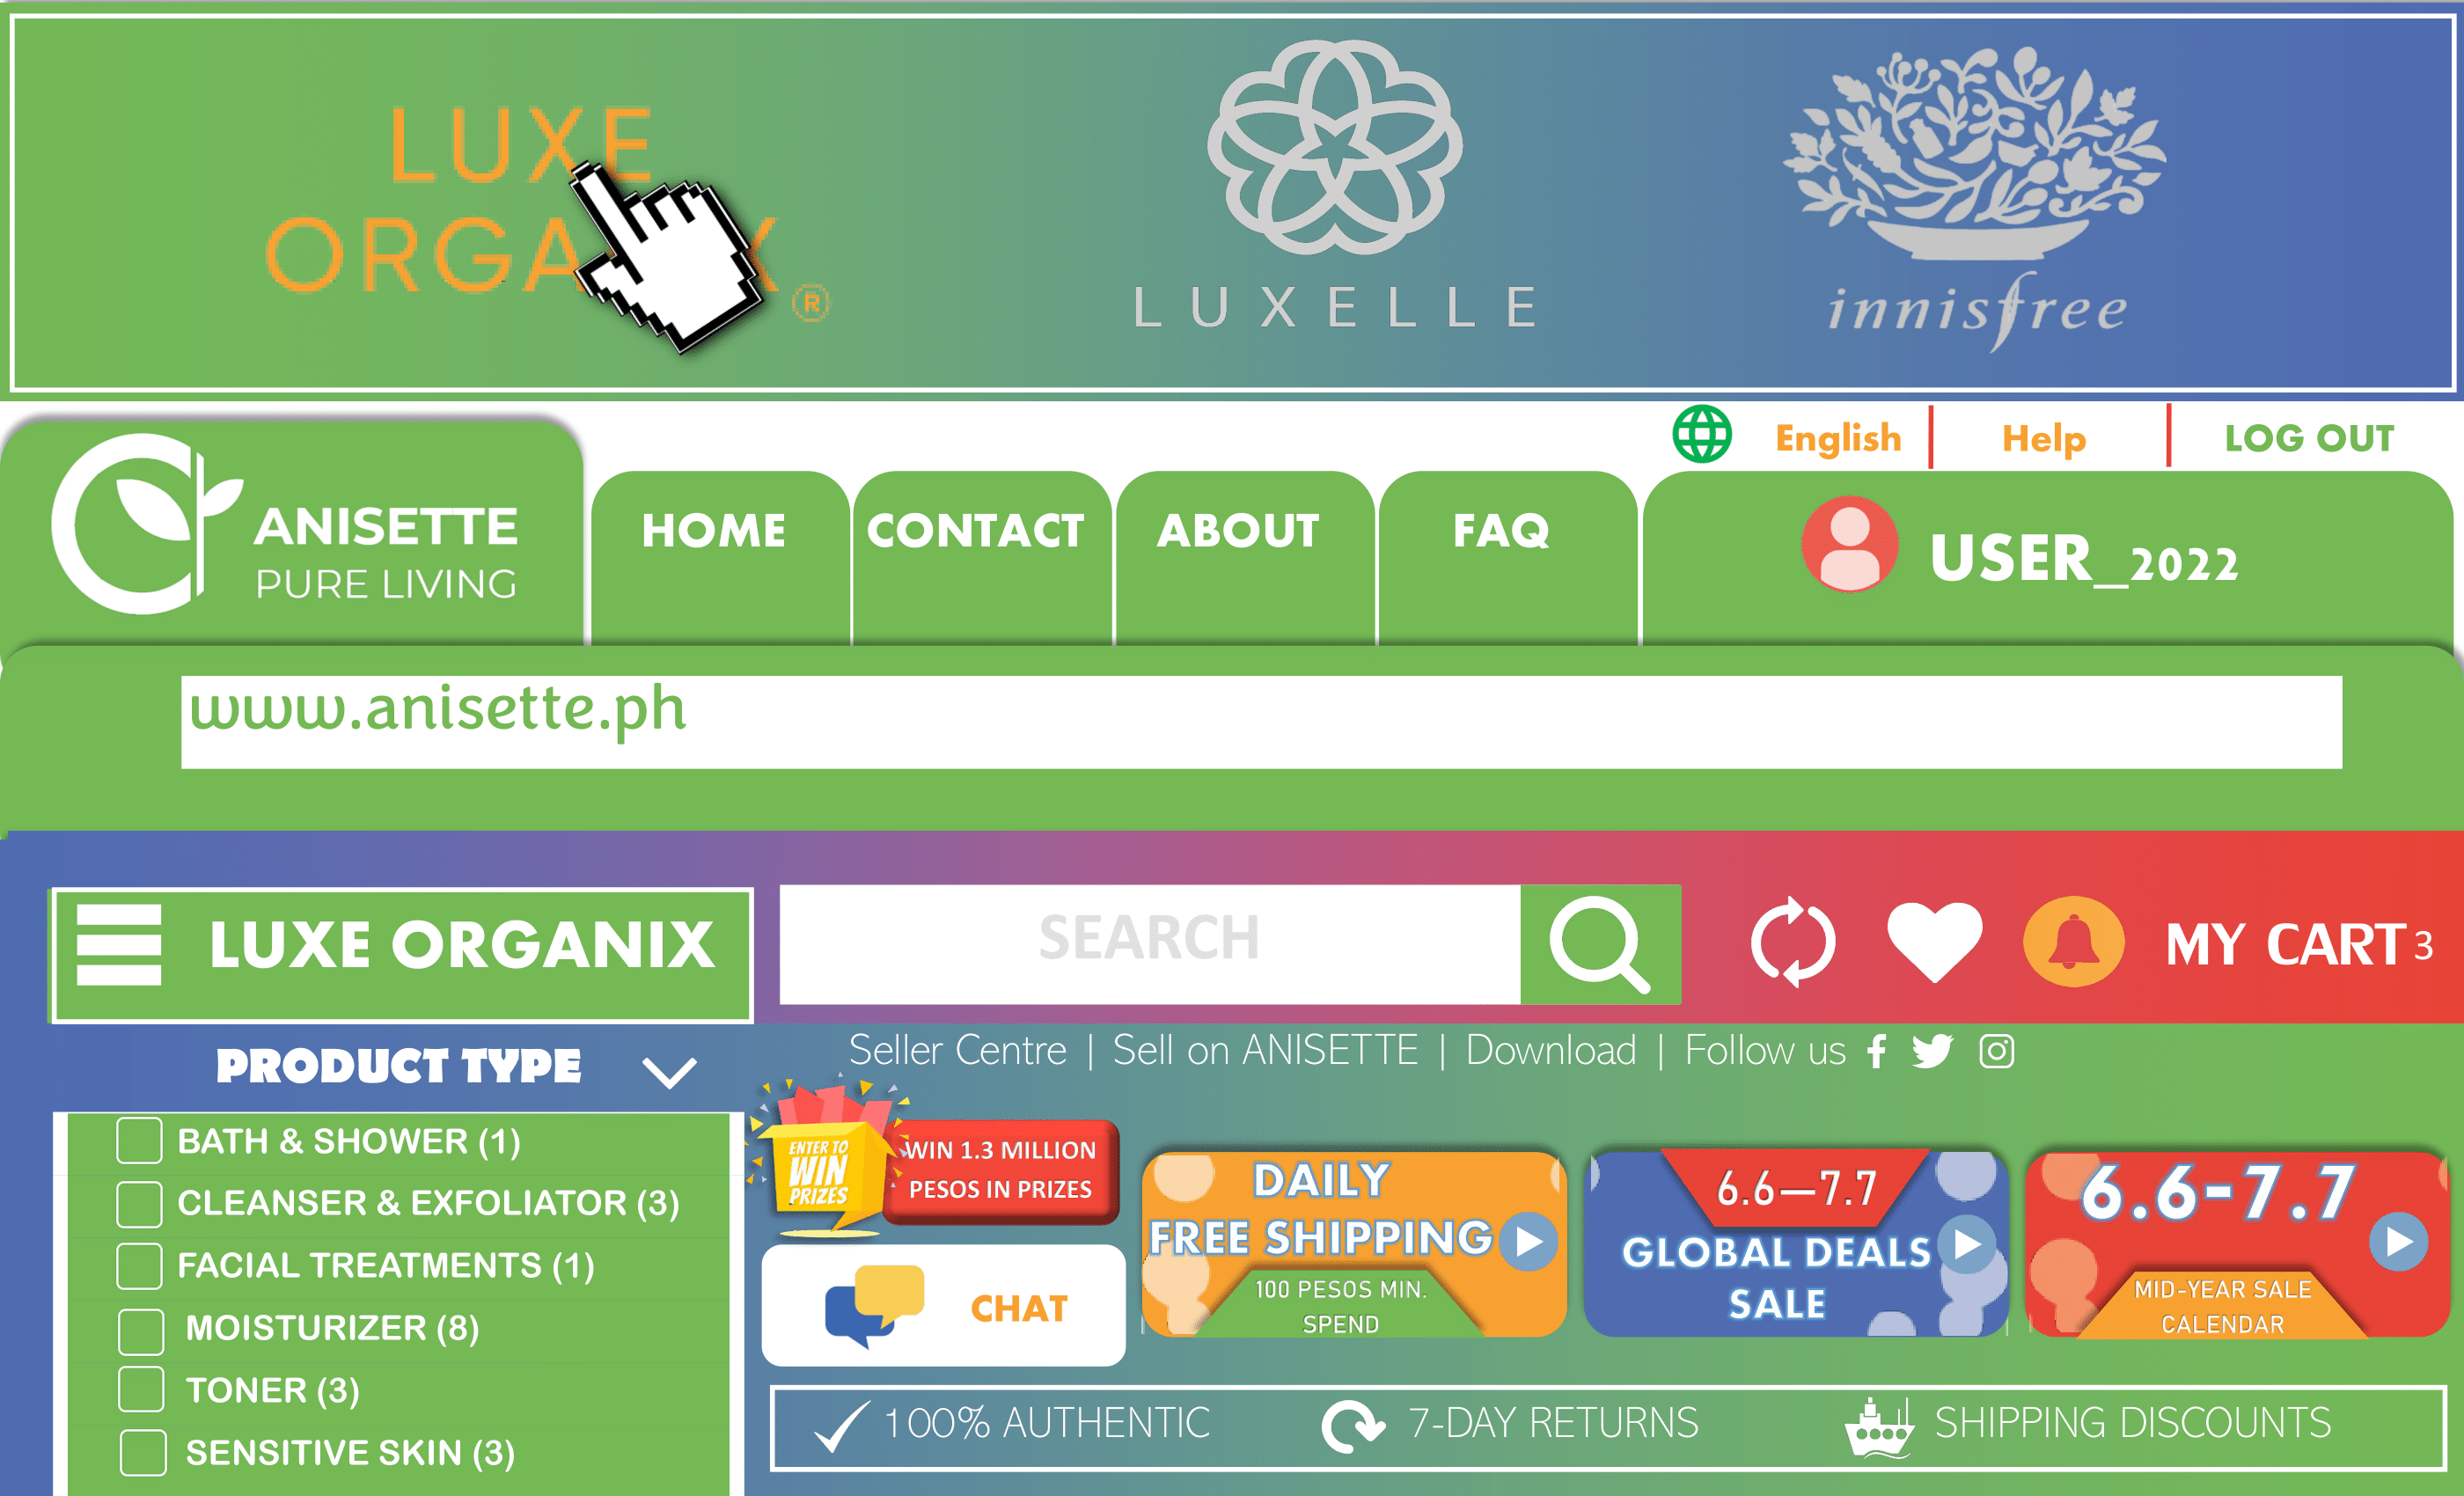 LUXE
ORGANIX
®
LUXELLE
innisfree
English
Help
LOG OUT
ANISETTE
PURE LIVING
HOME
CONTACT
ABOUT
FAQ
USER_2022
www.anisette.ph
LUXE ORGANIX
SEARCH
MY CART 3
PRODUCT TYPE
Seller Centre | Sell on ANISETTE | Download | Follow us
BATH & SHOWER (1)
CLEANSER & EXFOLIATOR (3)
FACIAL TREATMENTS (1)
MOISTURIZER (8)
TONER (3)
SENSITIVE SKIN (3)
ENTER TO
WIN
PRIZES
WIN 1.3 MILLION
PESOS IN PRIZES
CHAT
DAILY
FREE SHIPPING
100 PESOS MIN.
SPEND
6.6—7.7
GLOBAL DEALS
SALE
6.6-7.7
MID-YEAR SALE
CALENDAR
100% AUTHENTIC
7-DAY RETURNS
SHIPPING DISCOUNTS